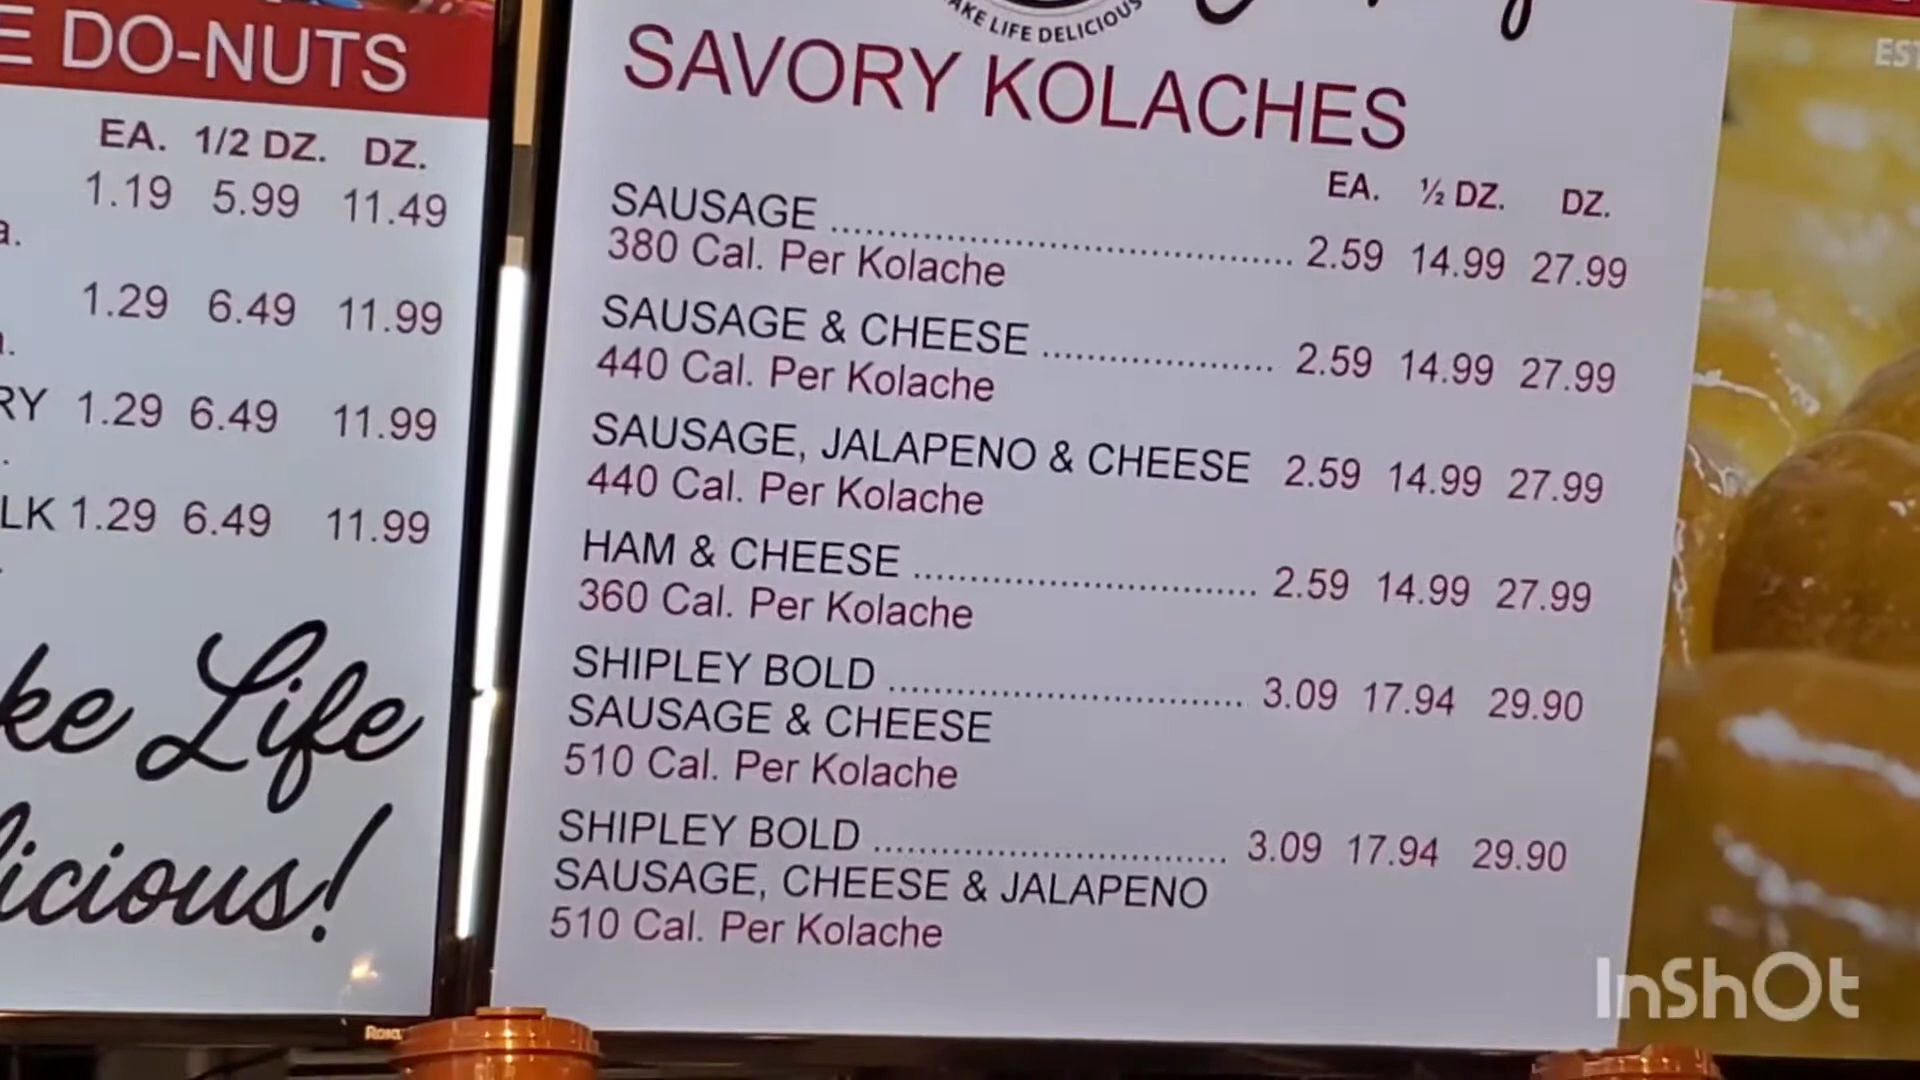 E DO-NUTS
EA. 1/2 DZ. DZ.
1.19 5.99 11.49
a.
1.29 6.49 11.99
RY 1.29 6.49 11.99
LK 1.29 6.49 11.99
ke Life
licious!
AKE LIFE DELICIOUS
SAVORY KOLACHES
EA. ½ DZ. DZ.
SAUSAGE ........................................ 2.59 14.99 27.99
380 Cal. Per Kolache
SAUSAGE & CHEESE .................... 2.59 14.99 27.99
440 Cal. Per Kolache
SAUSAGE, JALAPENO & CHEESE 2.59 14.99 27.99
440 Cal. Per Kolache
HAM & CHEESE .............................. 2.59 14.99 27.99
360 Cal. Per Kolache
SHIPLEY BOLD ............................... 3.09 17.94 29.90
SAUSAGE & CHEESE
510 Cal. Per Kolache
SHIPLEY BOLD ............................... 3.09 17.94 29.90
SAUSAGE, CHEESE & JALAPENO
510 Cal. Per Kolache
EST
InShOt